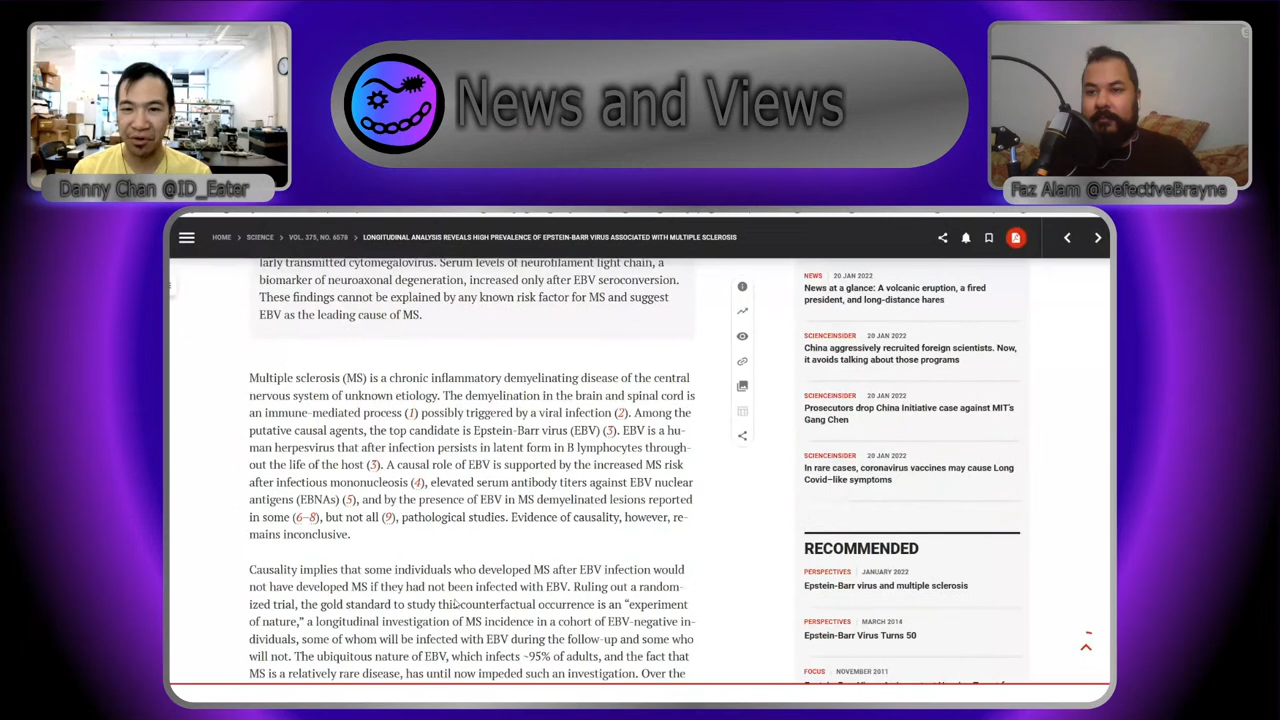 News and Views
Danny Chan @ID_Eater
Faz Alam @DefectiveBrayne
HOME > SCIENCE > VOL. 375, NO. 6578 > LONGITUDINAL ANALYSIS REVEALS HIGH PREVALENCE OF EPSTEIN-BARR VIRUS ASSOCIATED WITH MULTIPLE SCLEROSIS
larly transmitted cytomegalovirus. Serum levels of neurofilament light chain, a
biomarker of neuroaxonal degeneration, increased only after EBV seroconversion.
These findings cannot be explained by any known risk factor for MS and suggest
EBV as the leading cause of MS.
Multiple sclerosis (MS) is a chronic inflammatory demyelinating disease of the central
nervous system of unknown etiology. The demyelination in the brain and spinal cord is
an immune-mediated process (1) possibly triggered by a viral infection (2). Among the
putative causal agents, the top candidate is Epstein-Barr virus (EBV) (3). EBV is a hu-
man herpesvirus that after infection persists in latent form in B lymphocytes through-
out the life of the host (3). A causal role of EBV is supported by the increased MS risk
after infectious mononucleosis (4), elevated serum antibody titers against EBV nuclear
antigens (EBNAs) (5), and by the presence of EBV in MS demyelinated lesions reported
in some (6–8), but not all (9), pathological studies. Evidence of causality, however, re-
mains inconclusive.
Causality implies that some individuals who developed MS after EBV infection would
not have developed MS if they had not been infected with EBV. Ruling out a random-
ized trial, the gold standard to study this counterfactual occurrence is an “experiment
of nature,” a longitudinal investigation of MS incidence in a cohort of EBV-negative in-
dividuals, some of whom will be infected with EBV during the follow-up and some who
will not. The ubiquitous nature of EBV, which infects ~95% of adults, and the fact that
MS is a relatively rare disease, has until now impeded such an investigation. Over the
NEWS 20 JAN 2022
News at a glance: A volcanic eruption, a fired
president, and long-distance hares
SCIENCEINSIDER 20 JAN 2022
China aggressively recruited foreign scientists. Now,
it avoids talking about those programs
SCIENCEINSIDER 20 JAN 2022
Prosecutors drop China Initiative case against MIT's
Gang Chen
SCIENCEINSIDER 20 JAN 2022
In rare cases, coronavirus vaccines may cause Long
Covid–like symptoms
RECOMMENDED
PERSPECTIVES JANUARY 2022
Epstein-Barr virus and multiple sclerosis
PERSPECTIVES MARCH 2014
Epstein-Barr Virus Turns 50
FOCUS NOVEMBER 2011